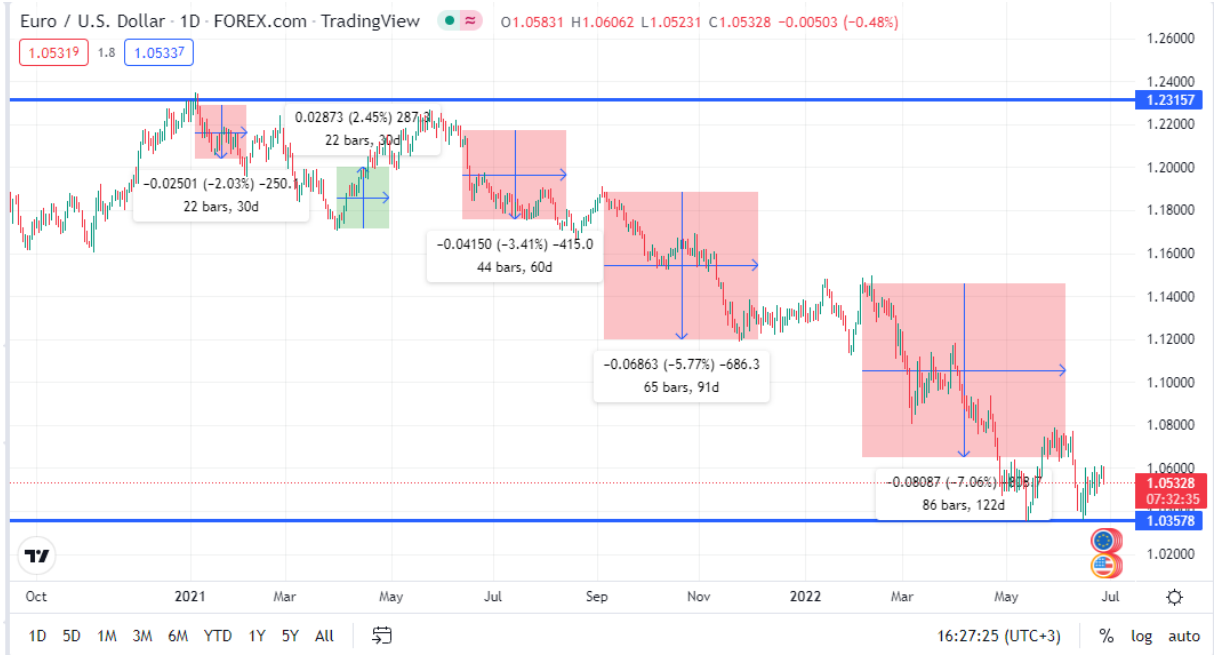 Euro / U.S. Dollar · 1D · FOREX.com · TradingView
O1.05831 H1.06062 L1.05231 C1.05328 −0.00503 (−0.48%)
1.05319 1.8 1.05337
1.26000
1.24000
1.23157
1.22000
1.20000
1.18000
1.16000
1.14000
1.12000
1.10000
1.08000
1.06000
1.05328
07:32:35
1.03578
1.02000
−0.02501 (−2.03%) −250.1
22 bars, 30d
0.02873 (2.45%) 287.3
22 bars, 30d
−0.04150 (−3.41%) −415.0
44 bars, 60d
−0.06863 (−5.77%) −686.3
65 bars, 91d
−0.08087 (−7.06%) −808.7
86 bars, 122d
Oct 2021 Mar May Jul Sep Nov 2022 Mar May Jul
1D 5D 1M 3M 6M YTD 1Y 5Y All
16:27:25 (UTC+3) % log auto